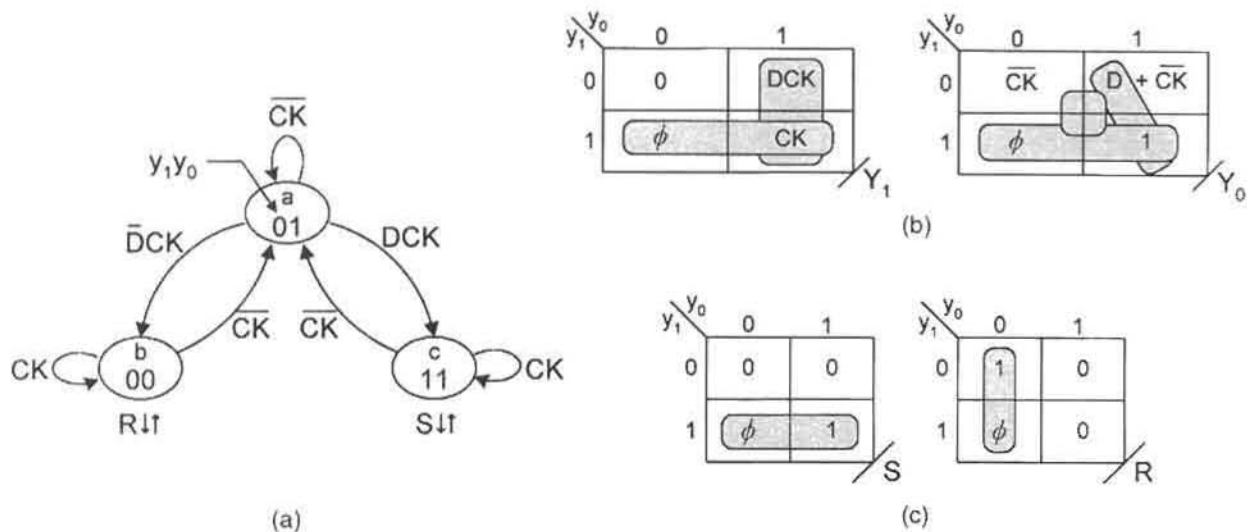 C̅K̅
y₁y₀
a
01
D̅CK
DCK
C̅K̅
C̅K̅
CK
b
00
c
11
CK
R↓↑
S↓↑
(a)
y₀
y₁
0
1
0
0
DCK
1
ϕ
CK
Y₁
y₀
y₁
0
1
0
C̅K̅
D + C̅K̅
1
ϕ
1
Y₀
(b)
y₀
y₁
0
1
0
0
0
1
ϕ
1
S
y₀
y₁
0
1
0
1
0
1
ϕ
0
R
(c)